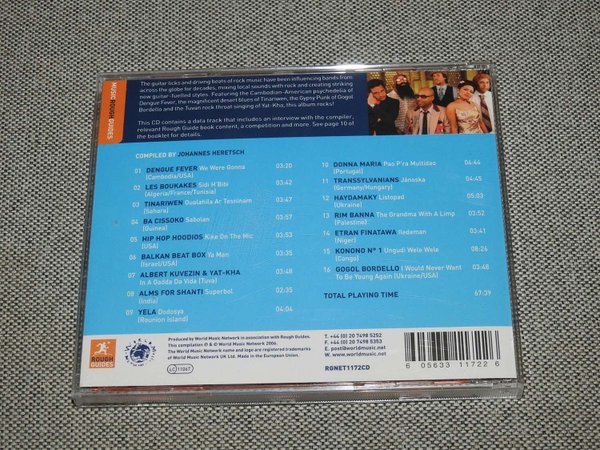 MUSIC ROUGH GUIDES
The guitar licks and driving beats of rock music have been influencing bands from
across the globe for decades, mixing local sounds with rock and creating striking
new guitar-fuelled styles. Featuring the Cambodian-American psychedelia of
Dengue Fever, the magnificent desert blues of Tinariwen, the Gypsy Punk of Gogol
Bordello and the Tuvan rock throat singing of Yat-Kha, this album rocks!
This CD contains a data track that includes an interview with the compiler,
relevant Rough Guide book content, a competition and more. See page 10 of
the booklet for details.
COMPILED BY JOHANNES HERETSCH
01 DENGUE FEVER We Were Gonna 03:20
(Cambodia/USA)
02 LES BOUKAKES Sidi H'Bibi 03:42
(Algeria/France/Tunisia)
03 TINARIWEN Oualahila Ar Tesninam 03:47
(Sahara)
04 BA CISSOKO Sabolan 03:57
(Guinea)
05 HIP HOP HOODIOS Kike On The Mic 03:53
(USA)
06 BALKAN BEAT BOX Ya Man 03:35
(Israel/USA)
07 ALBERT KUVEZIN & YAT-KHA 03:48
In A Gadda Da Vida (Tuva)
08 ALMS FOR SHANTI Superbol 02:35
(India)
09 YELA Dodosya 04:04
(Reunion Island)
10 DONNA MARIA Pao P'ra Multidao 04:44
(Portugal)
11 TRANSSYLVANIANS Jánoska 04:45
(Germany/Hungary)
12 HAYDAMAKY Listopad 05:03
(Ukraine)
13 RIM BANNA The Grandma With A Limp 03:52
(Palestine)
14 ETRAN FINATAWA Iledeman 04:41
(Niger)
15 KONONO Nº 1 Ungudi Wele Wele 08:26
(Congo)
16 GOGOL BORDELLO I Would Never Want 03:48
To Be Young Again (Ukraine/USA)
TOTAL PLAYING TIME 67:39
ROUGH GUIDES
Produced by World Music Network in association with Rough Guides.
This compilation ℗ & © World Music Network 2006.
The World Music Network name and logo are registered trademarks
of World Music Network UK Ltd. Made in the European Union.
LC 11067
T. +44 (0) 20 7498 5252
F. +44 (0) 20 7498 5353
E. post@worldmusic.net
www.worldmusic.net
RGNET1172CD
6 05633 11722 6